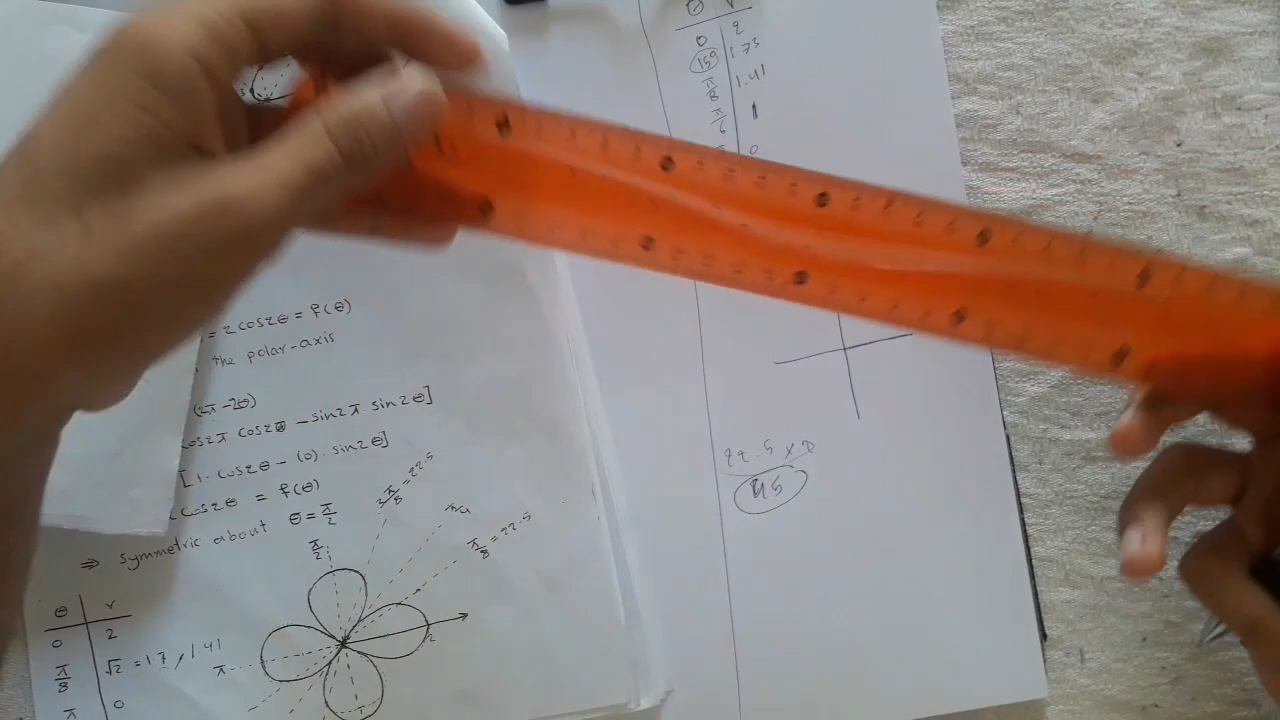 = 2cos2θ = f(θ)
the polar-axis
(2π-2θ)
cos2π cos2θ - sin2π sin2θ]
[1. cos2θ - (0). sin2θ]
cos2θ = f(θ)
⇒ symmetric about θ=π/2
π/2
3π/8 = 22.5
π/4
π/8 = 22.5
2
π
θ r
0 2
π/8 √2 = 1.7 / 1.41
π 0
θ r
0 2
15° 1.73
π/8 1.41
π/6 1
0
22.5 x 2
45